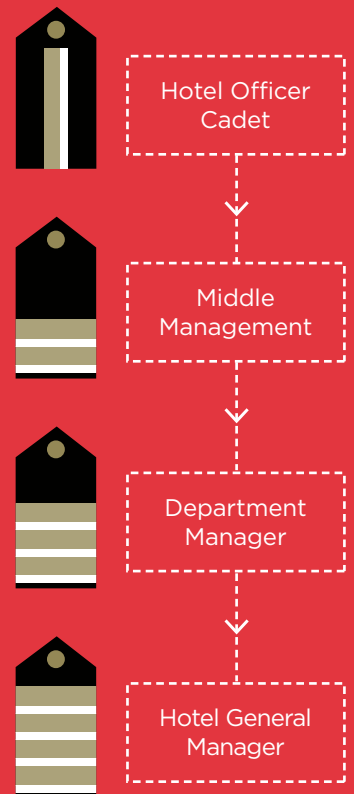 Hotel Officer
Cadet
Middle
Management
Department
Manager
Hotel General
Manager